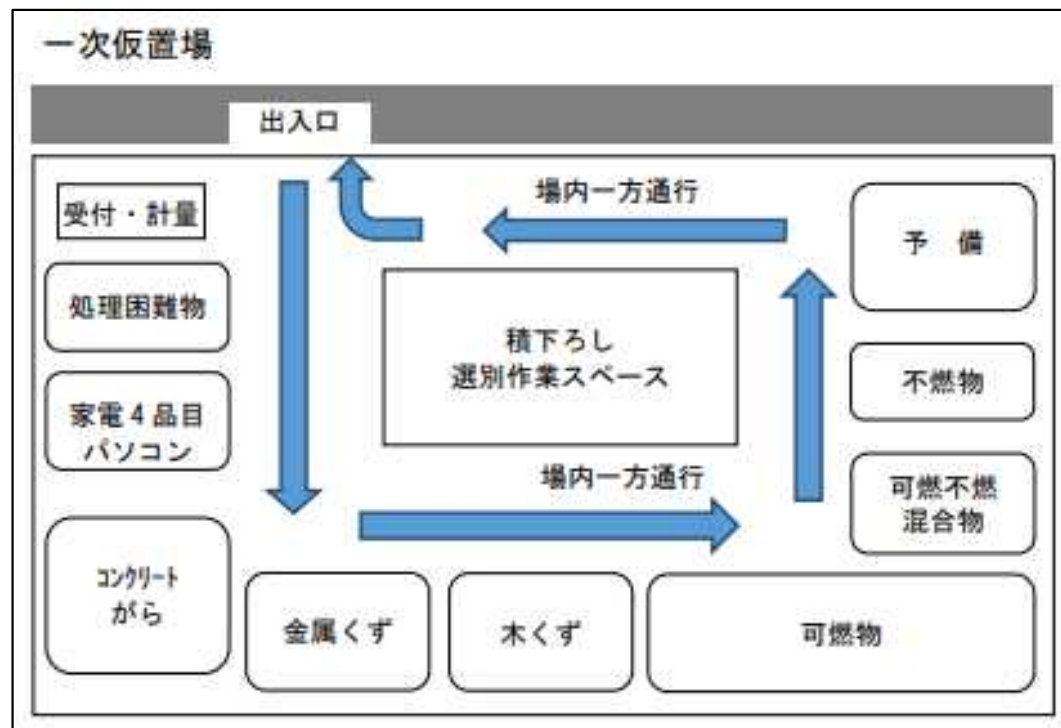 一次仮置場
出入口
受付・計量
場内一方通行
予　備
処理困難物
積下ろし
選別作業スペース
家電4品目
パソコン
不燃物
場内一方通行
可燃不燃
混合物
ｺﾝｸﾘｰﾄ
がら
金属くず
木くず
可燃物